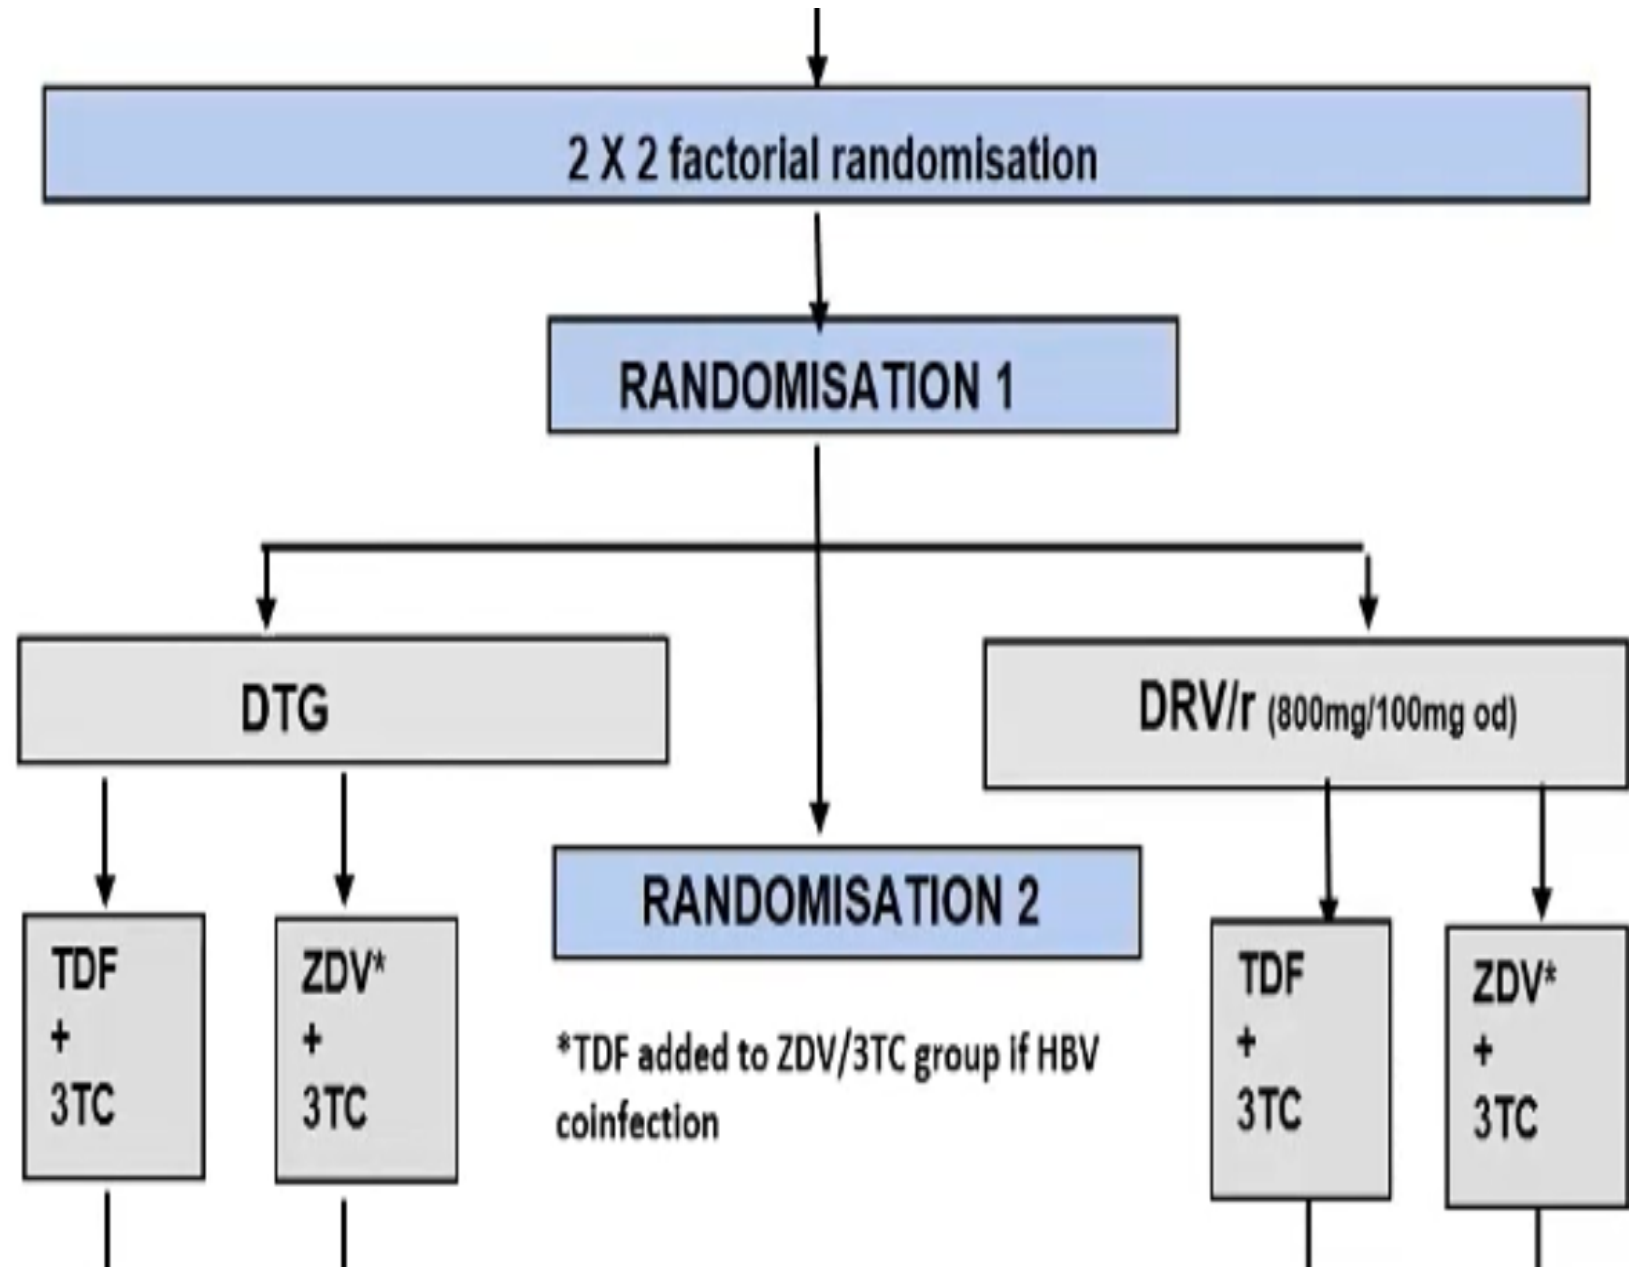 2 X 2 factorial randomisation
RANDOMISATION 1
DTG
DRV/r (800mg/100mg od)
RANDOMISATION 2
TDF
+
3TC
ZDV*
+
3TC
*TDF added to ZDV/3TC group if HBV
coinfection
TDF
+
3TC
ZDV*
+
3TC